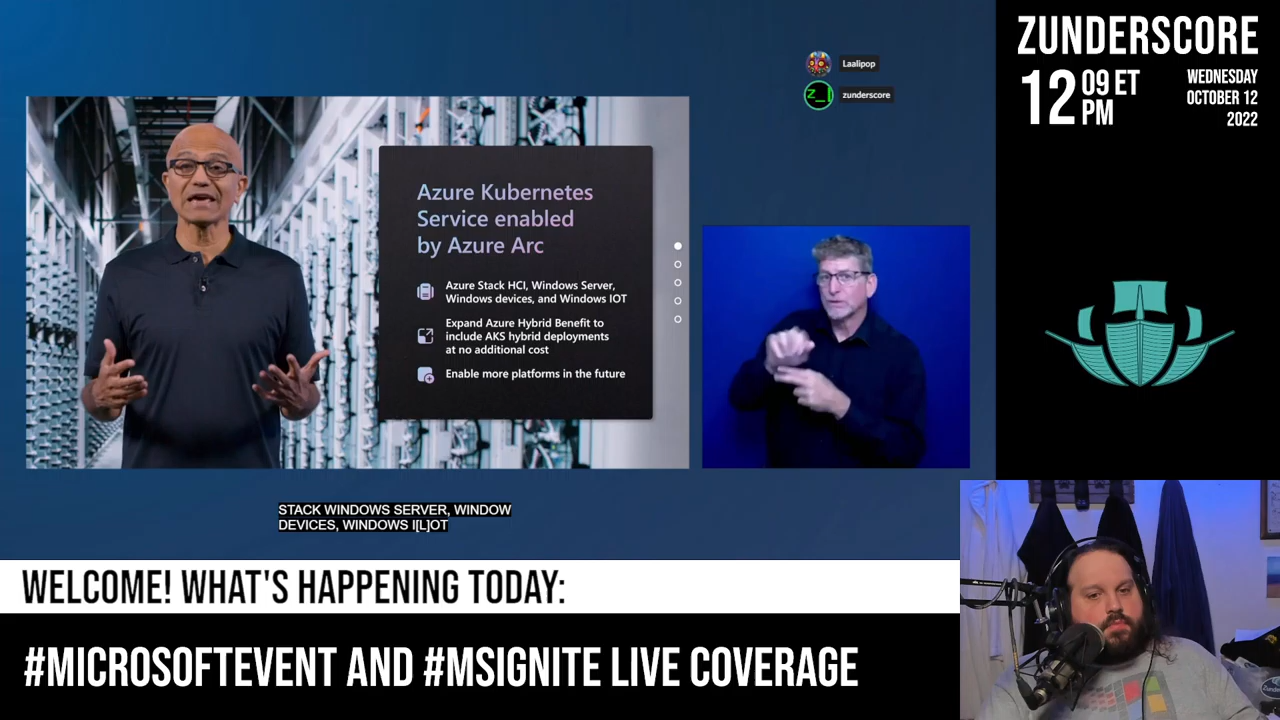 Laalipop
z_
zunderscore
Azure Kubernetes
Service enabled
by Azure Arc
Azure Stack HCI, Windows Server,
Windows devices, and Windows IOT
Expand Azure Hybrid Benefit to
include AKS hybrid deployments
at no additional cost
Enable more platforms in the future
STACK WINDOWS SERVER, WINDOW
DEVICES, WINDOWS I[L]OT
ZUNDERSCORE
12 09 ET
PM
WEDNESDAY
OCTOBER 12
2022
WELCOME! WHAT'S HAPPENING TODAY:
#MICROSOFTEVENT AND #MSIGNITE LIVE COVERAGE